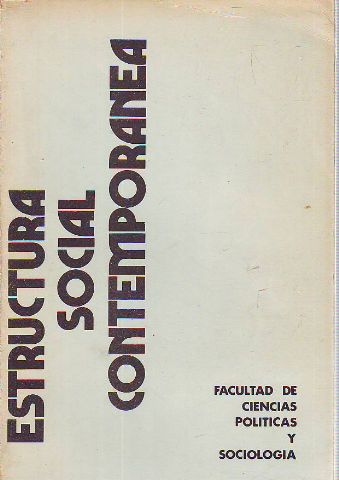 ESTRUCTURA
SOCIAL
CONTEMPORANEA
FACULTAD DE
CIENCIAS
POLITICAS
Y
SOCIOLOGIA